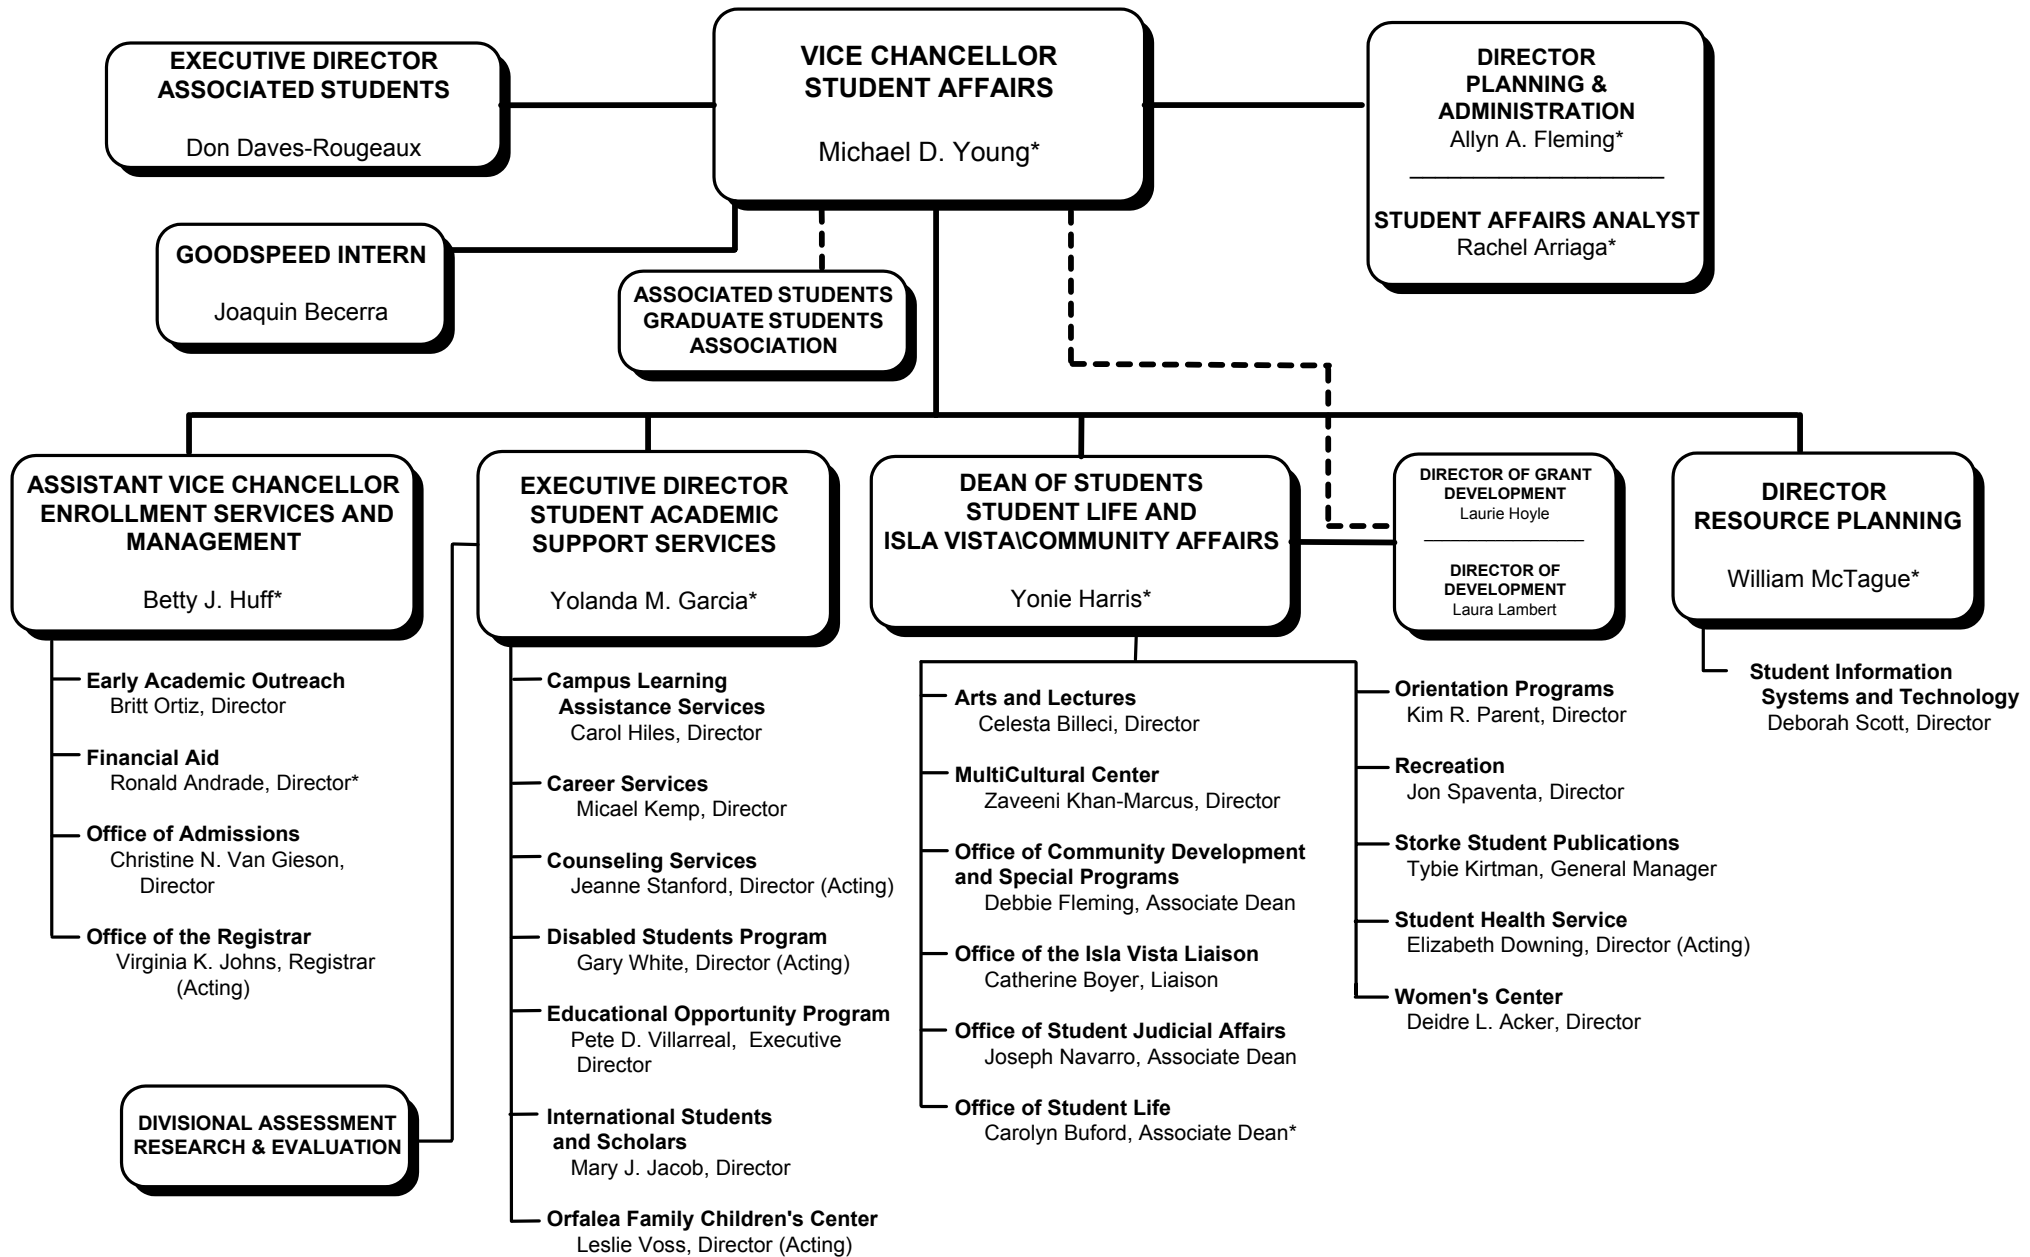 EXECUTIVE DIRECTOR
ASSOCIATED STUDENTS
Don Daves-Rougeaux
VICE CHANCELLOR
STUDENT AFFAIRS
Michael D. Young*
DIRECTOR
PLANNING &
ADMINISTRATION
Allyn A. Fleming*
STUDENT AFFAIRS ANALYST
Rachel Arriaga*
GOODSPEED INTERN
Joaquin Becerra
ASSOCIATED STUDENTS
GRADUATE STUDENTS
ASSOCIATION
ASSISTANT VICE CHANCELLOR
ENROLLMENT SERVICES AND
MANAGEMENT
Betty J. Huff*
Early Academic Outreach
Britt Ortiz, Director
Financial Aid
Ronald Andrade, Director*
Office of Admissions
Christine N. Van Gieson,
Director
Office of the Registrar
Virginia K. Johns, Registrar
(Acting)
DIVISIONAL ASSESSMENT
RESEARCH & EVALUATION
EXECUTIVE DIRECTOR
STUDENT ACADEMIC
SUPPORT SERVICES
Yolanda M. Garcia*
Campus Learning
Assistance Services
Carol Hiles, Director
Career Services
Micael Kemp, Director
Counseling Services
Jeanne Stanford, Director (Acting)
Disabled Students Program
Gary White, Director (Acting)
Educational Opportunity Program
Pete D. Villarreal,  Executive
Director
International Students
and Scholars
Mary J. Jacob, Director
Orfalea Family Children's Center
Leslie Voss, Director (Acting)
DEAN OF STUDENTS
STUDENT LIFE AND
ISLA VISTA\COMMUNITY AFFAIRS
Yonie Harris*
Arts and Lectures
Celesta Billeci, Director
MultiCultural Center
Zaveeni Khan-Marcus, Director
Office of Community Development
and Special Programs
Debbie Fleming, Associate Dean
Office of the Isla Vista Liaison
Catherine Boyer, Liaison
Office of Student Judicial Affairs
Joseph Navarro, Associate Dean
Office of Student Life
Carolyn Buford, Associate Dean*
Orientation Programs
Kim R. Parent, Director
Recreation
Jon Spaventa, Director
Storke Student Publications
Tybie Kirtman, General Manager
Student Health Service
Elizabeth Downing, Director (Acting)
Women's Center
Deidre L. Acker, Director
DIRECTOR OF GRANT
DEVELOPMENT
Laurie Hoyle
DIRECTOR OF
DEVELOPMENT
Laura Lambert
DIRECTOR
RESOURCE PLANNING
William McTague*
Student Information
Systems and Technology
Deborah Scott, Director